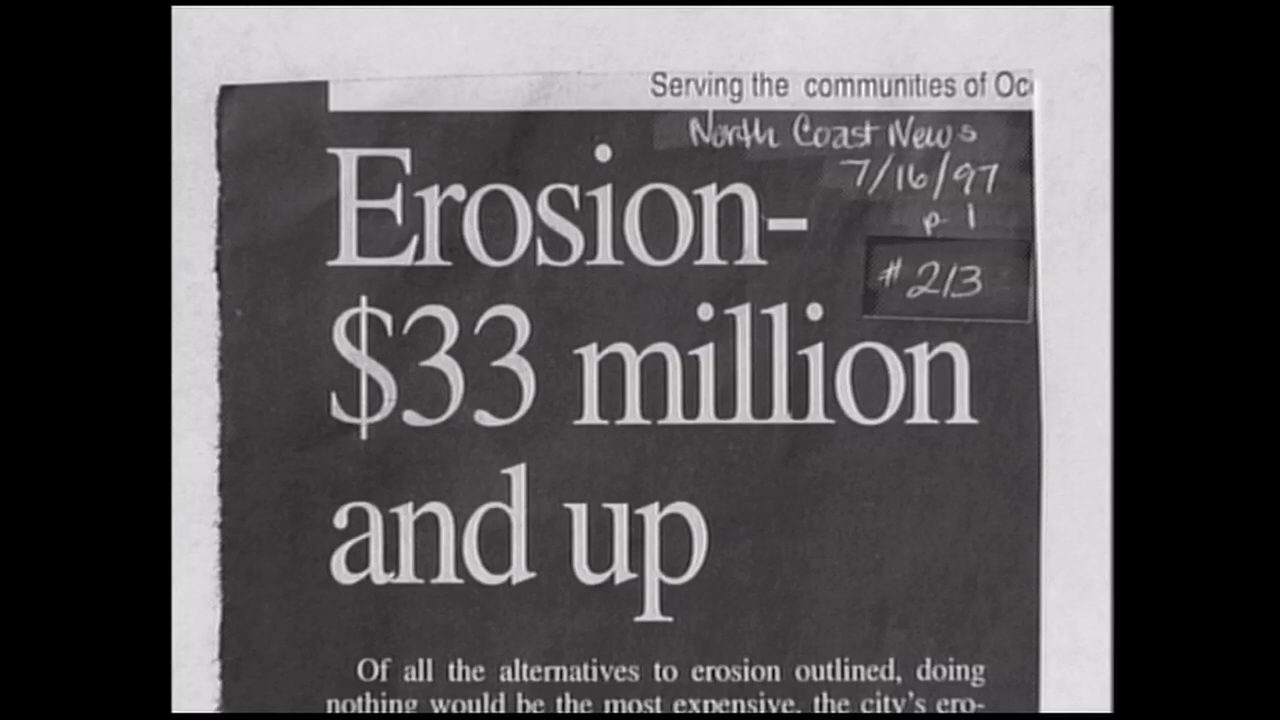 Serving the communities of Oc
North Coast News
7/16/97
p 1
#213
Erosion-
$33 million
and up
Of all the alternatives to erosion outlined, doing
nothing would be the most expensive, the city's ero-